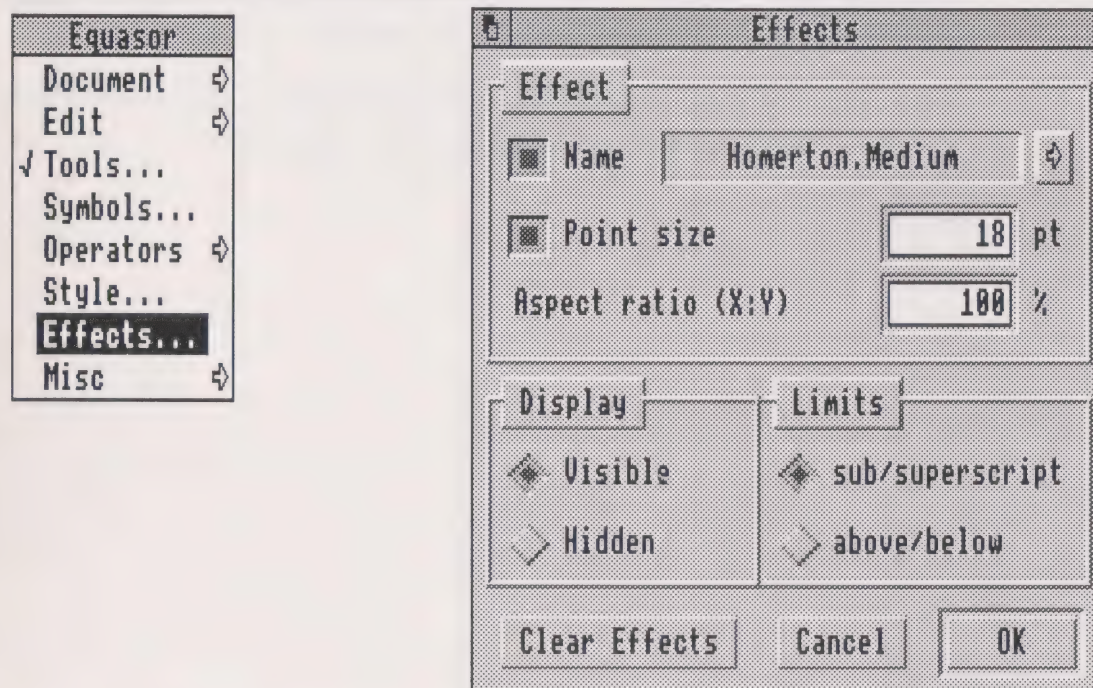 Equasor
Document
Edit
√ Tools...
Symbols...
Operators
Style...
Effects...
Misc
Effects
Effect
Name Homerton.Medium
Point size 18 pt
Aspect ratio (X:Y) 100 %
Display
Visible
Hidden
Limits
sub/superscript
above/below
Clear Effects Cancel OK